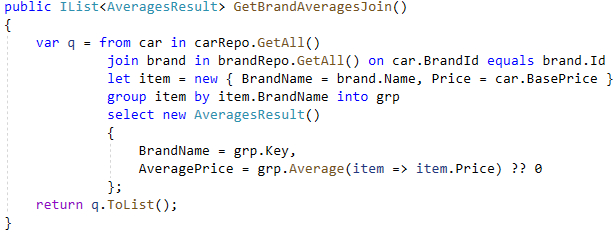 public IList<AveragesResult> GetBrandAveragesJoin()
{
    var q = from car in carRepo.GetAll()
            join brand in brandRepo.GetAll() on car.BrandId equals brand.Id
            let item = new { BrandName = brand.Name, Price = car.BasePrice }
            group item by item.BrandName into grp
            select new AveragesResult()
            {
                BrandName = grp.Key,
                AveragePrice = grp.Average(item => item.Price) ?? 0
            };
    return q.ToList();
}